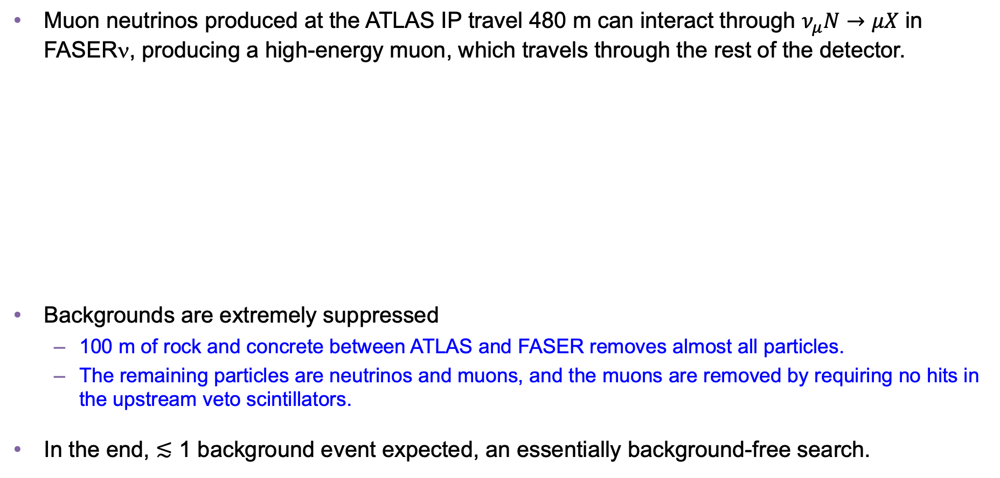 • Muon neutrinos produced at the ATLAS IP travel 480 m can interact through νμN → μX in
FASERν, producing a high-energy muon, which travels through the rest of the detector.
• Backgrounds are extremely suppressed
– 100 m of rock and concrete between ATLAS and FASER removes almost all particles.
– The remaining particles are neutrinos and muons, and the muons are removed by requiring no hits in
the upstream veto scintillators.
• In the end, ≲ 1 background event expected, an essentially background-free search.